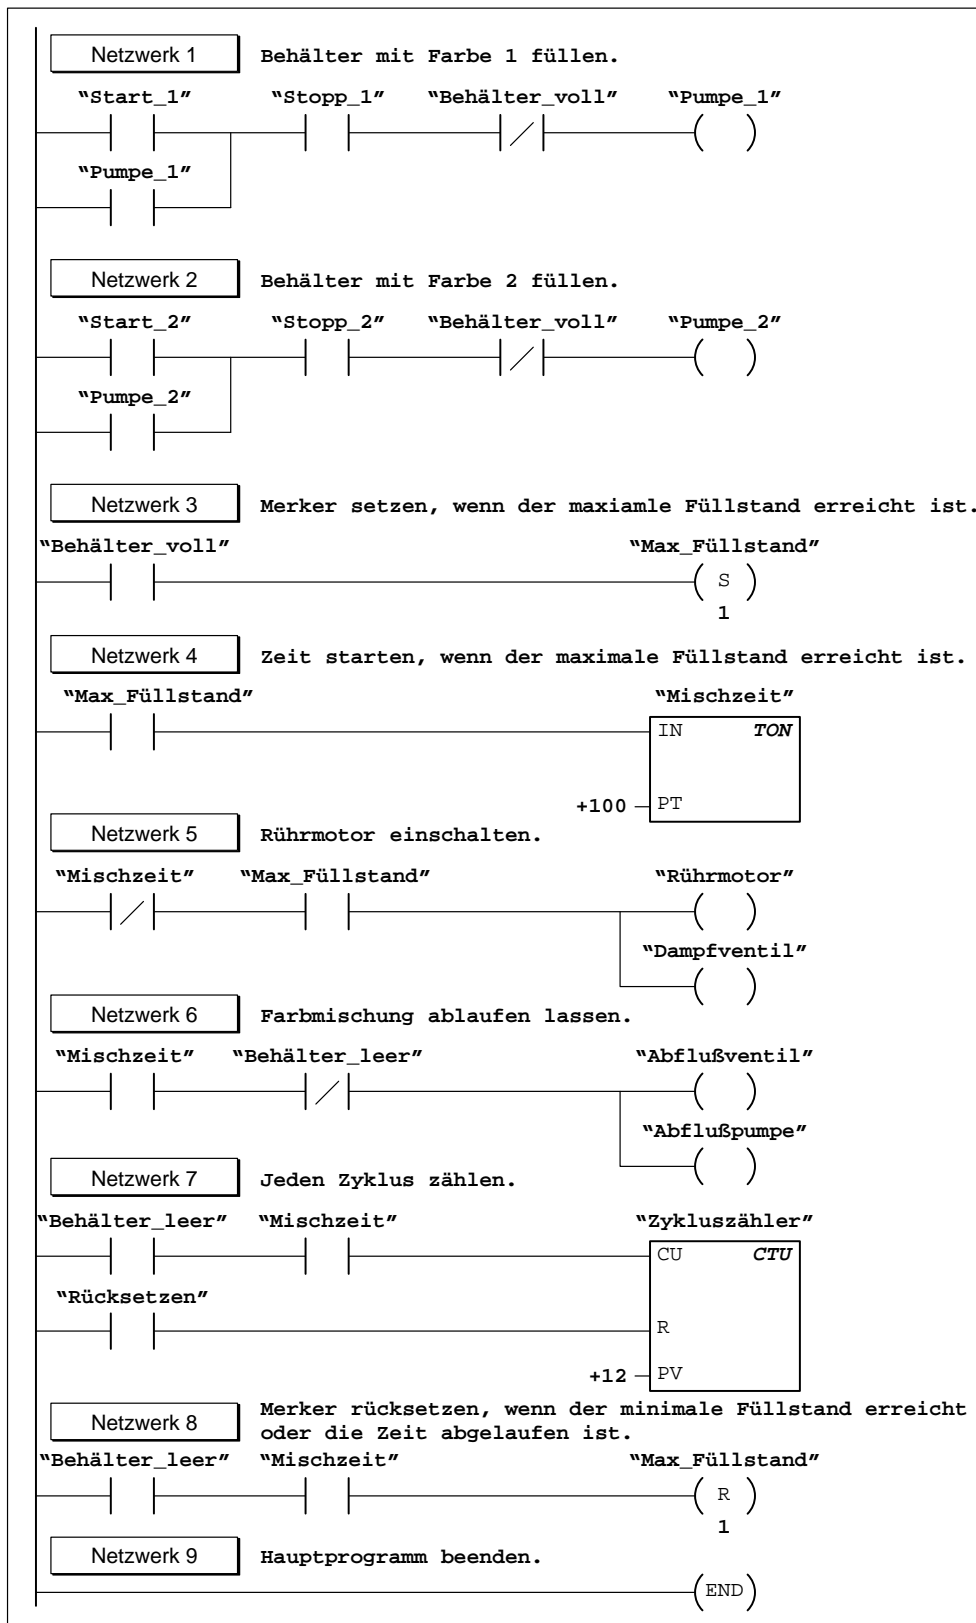 Netzwerk 1 Behälter mit Farbe 1 füllen.
“Start_1” “Stopp_1” “Behälter_voll” “Pumpe_1”
“Pumpe_1”
Netzwerk 2 Behälter mit Farbe 2 füllen.
“Start_2” “Stopp_2” “Behälter_voll” “Pumpe_2”
“Pumpe_2”
Netzwerk 3 Merker setzen, wenn der maxiamle Füllstand erreicht ist.
“Behälter_voll” “Max_Füllstand”
S
1
Netzwerk 4 Zeit starten, wenn der maximale Füllstand erreicht ist.
“Max_Füllstand” “Mischzeit”
IN TON
+100 PT
Netzwerk 5 Rührmotor einschalten.
“Mischzeit” “Max_Füllstand” “Rührmotor”
“Dampfventil”
Netzwerk 6 Farbmischung ablaufen lassen.
“Mischzeit” “Behälter_leer” “Abflußventil”
“Abflußpumpe”
Netzwerk 7 Jeden Zyklus zählen.
“Behälter_leer” “Mischzeit” “Zykluszähler”
CU CTU
“Rücksetzen”
R
+12 PV
Netzwerk 8 Merker rücksetzen, wenn der minimale Füllstand erreicht
oder die Zeit abgelaufen ist.
“Behälter_leer” “Mischzeit” “Max_Füllstand”
R
1
Netzwerk 9 Hauptprogramm beenden.
END